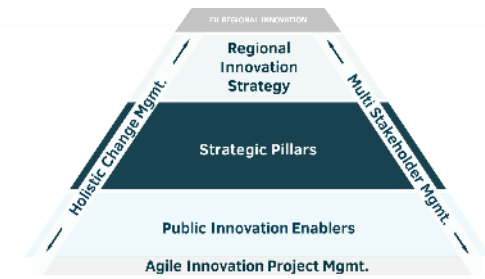 EU REGIONAL INNOVATION
Regional
Innovation
Strategy
Holistic Change Mgmt.
Multi Stakeholder Mgmt.
Strategic Pillars
Public Innovation Enablers
Agile Innovation Project Mgmt.